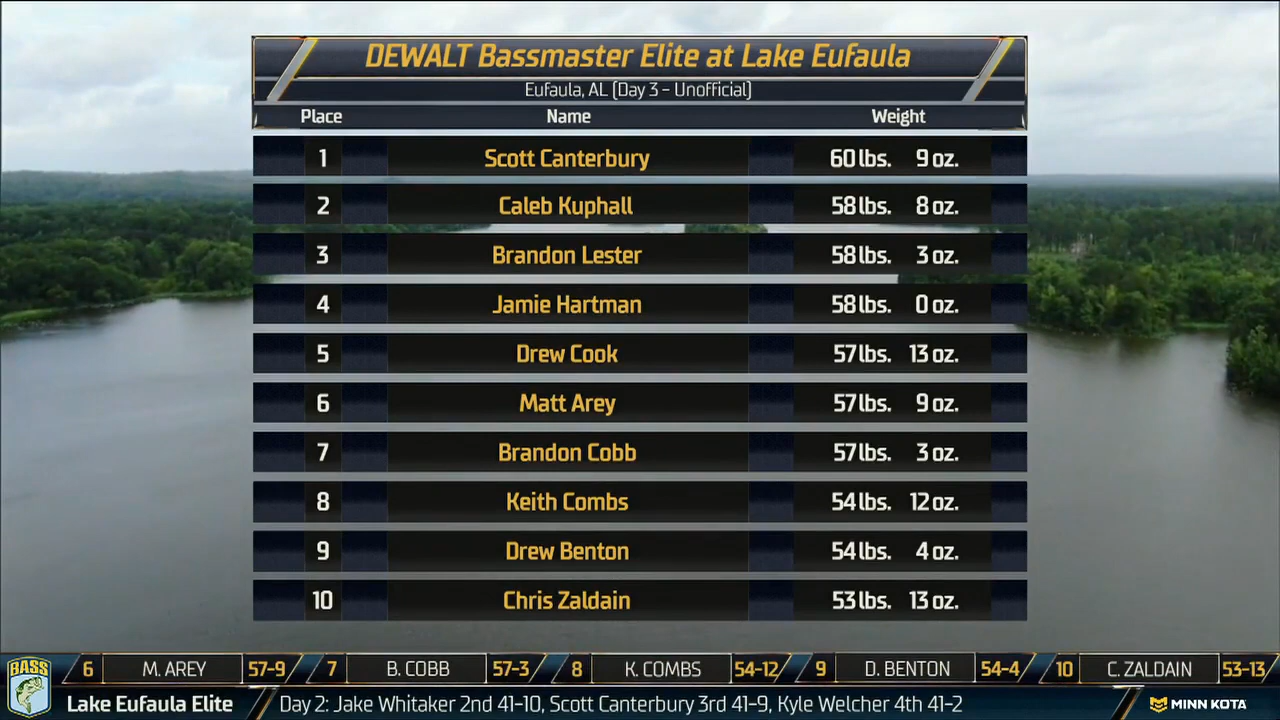 DEWALT Bassmaster Elite at Lake Eufaula
Eufaula, AL (Day 3 - Unofficial)
Place Name Weight
1 Scott Canterbury 60 lbs. 9 oz.
2 Caleb Kuphall 58 lbs. 8 oz.
3 Brandon Lester 58 lbs. 3 oz.
4 Jamie Hartman 58 lbs. 0 oz.
5 Drew Cook 57 lbs. 13 oz.
6 Matt Arey 57 lbs. 9 oz.
7 Brandon Cobb 57 lbs. 3 oz.
8 Keith Combs 54 lbs. 12 oz.
9 Drew Benton 54 lbs. 4 oz.
10 Chris Zaldain 53 lbs. 13 oz.
BASS 6 M. AREY 57-9 7 B. COBB 57-3 8 K. COMBS 54-12 9 D. BENTON 54-4 10 C. ZALDAIN 53-13
Lake Eufaula Elite Day 2: Jake Whitaker 2nd 41-10, Scott Canterbury 3rd 41-9, Kyle Welcher 4th 41-2 MINN KOTA